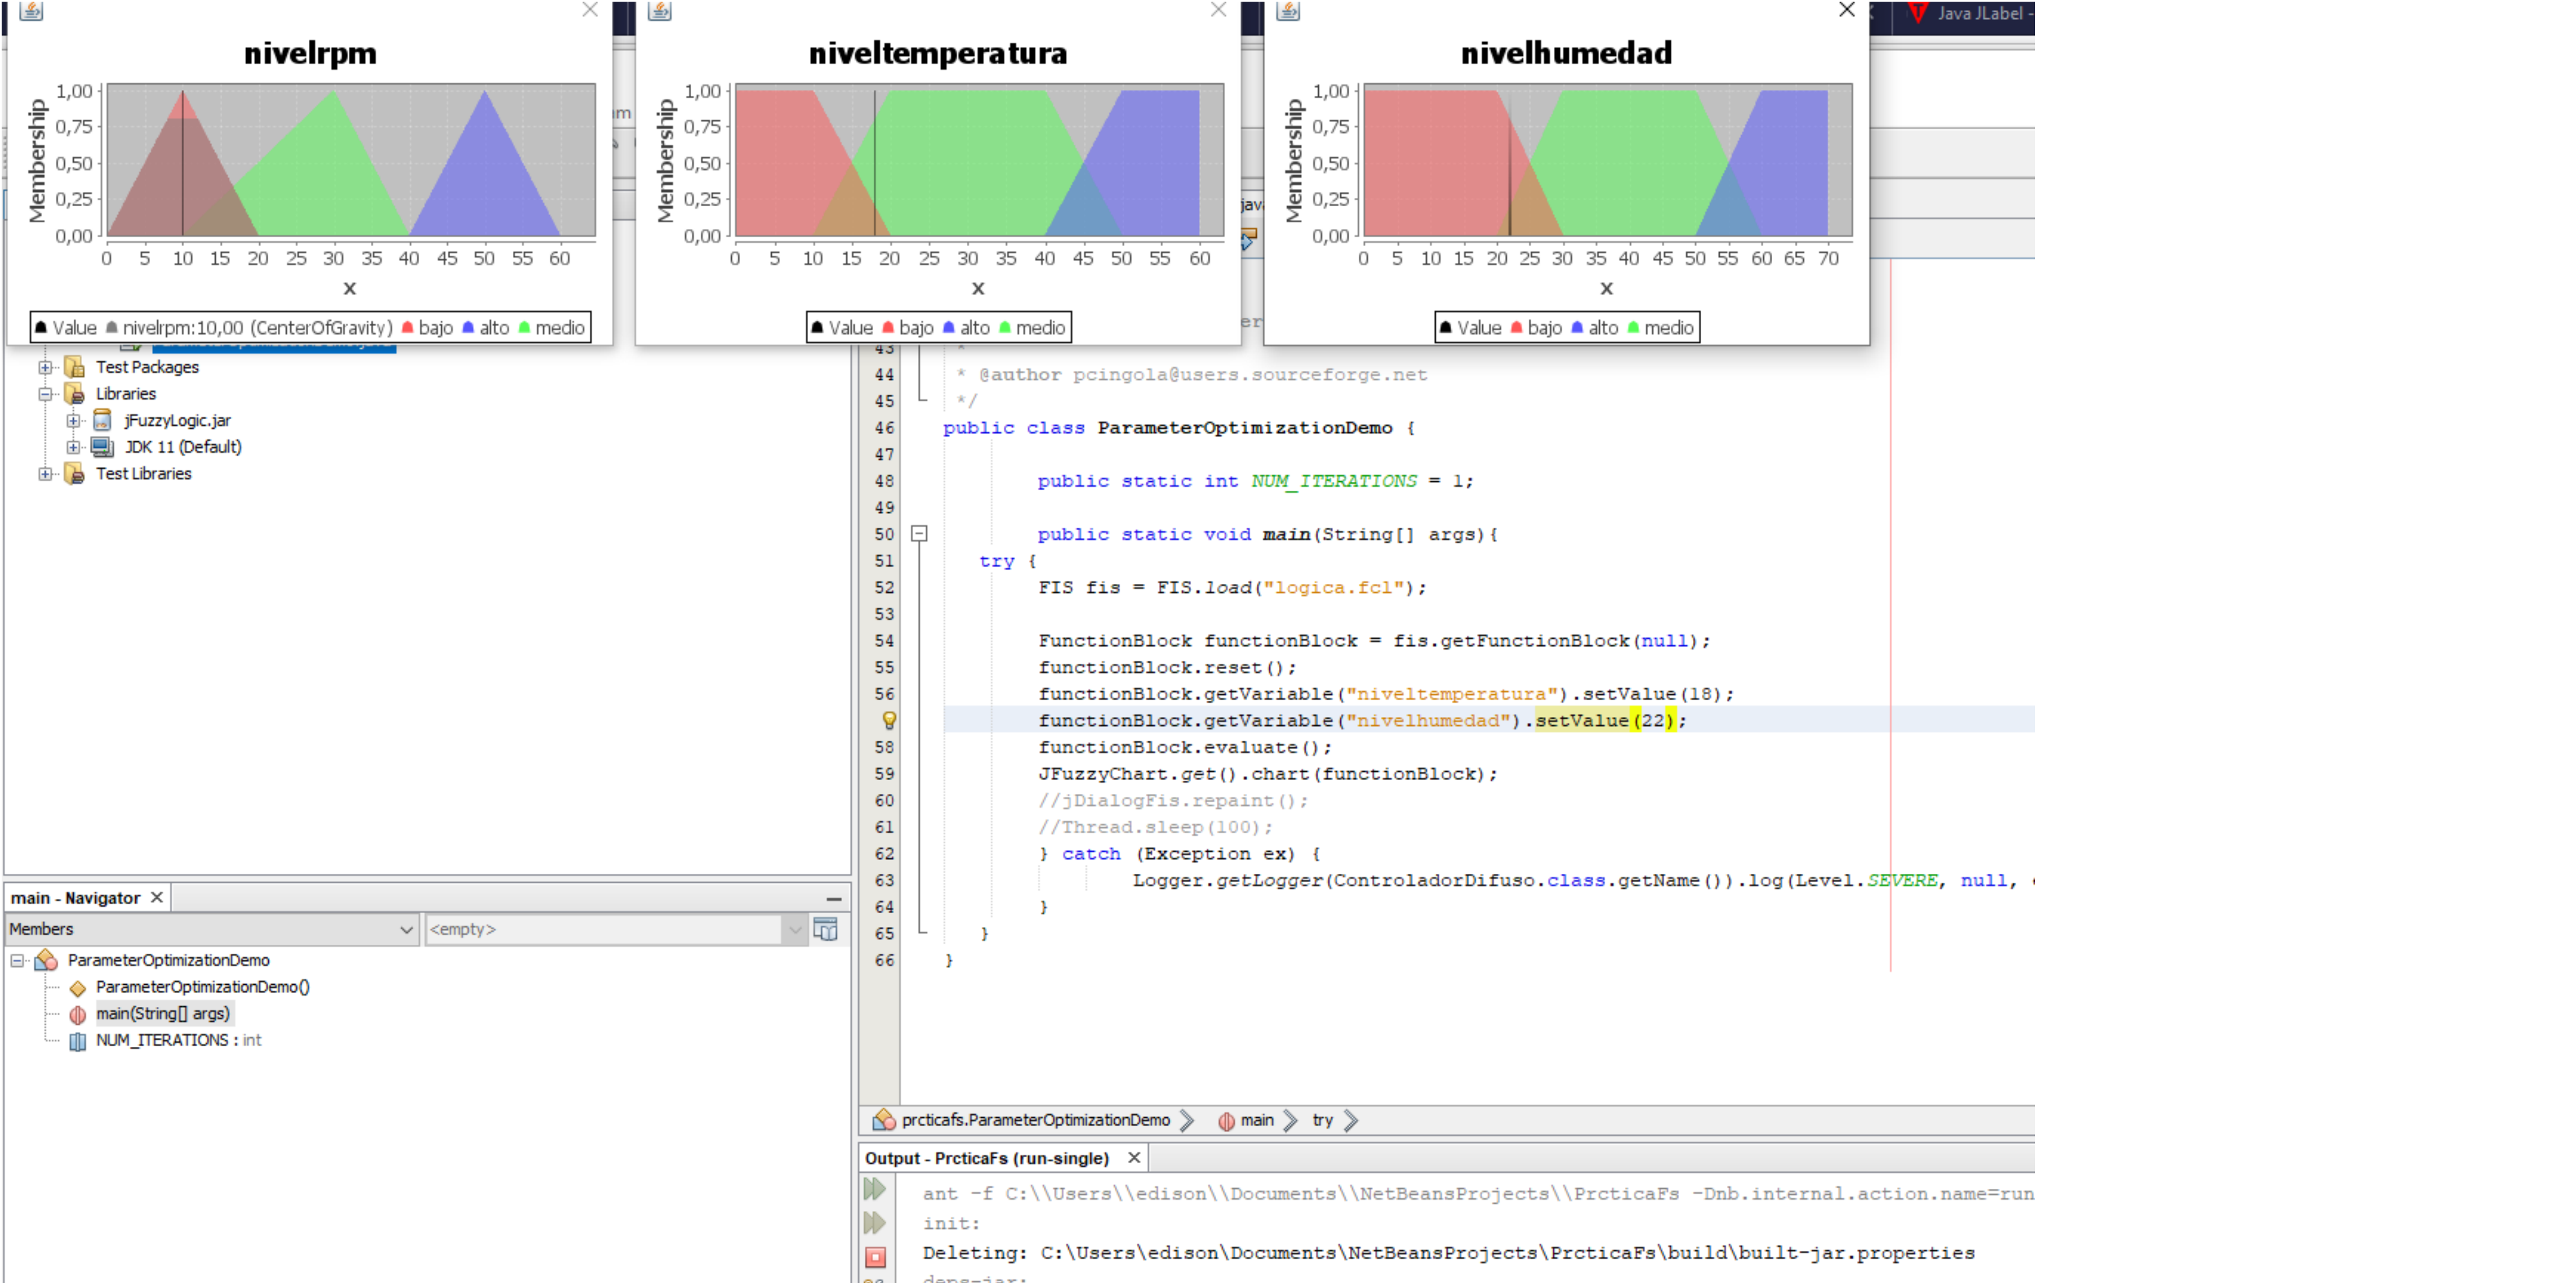 Java JLabel -
nivelrpm
Membership
1,00
0,75
0,50
0,25
0,00
0 5 10 15 20 25 30 35 40 45 50 55 60
x
Value nivelrpm:10,00 (CenterOfGravity) bajo alto medio
niveltemperatura
Membership
1,00
0,75
0,50
0,25
0,00
0 5 10 15 20 25 30 35 40 45 50 55 60
x
Value bajo alto medio
nivelhumedad
Membership
1,00
0,75
0,50
0,25
0,00
0 5 10 15 20 25 30 35 40 45 50 55 60 65 70
x
Value bajo alto medio
Test Packages
Libraries
jFuzzyLogic.jar
JDK 11 (Default)
Test Libraries
43 *
44 * @author pcingola@users.sourceforge.net
45 */
46 public class ParameterOptimizationDemo {
47
48 public static int NUM_ITERATIONS = 1;
49
50 public static void main(String[] args){
51 try {
52 FIS fis = FIS.load("logica.fcl");
53
54 FunctionBlock functionBlock = fis.getFunctionBlock(null);
55 functionBlock.reset();
56 functionBlock.getVariable("niveltemperatura").setValue(18);
functionBlock.getVariable("nivelhumedad").setValue(22);
58 functionBlock.evaluate();
59 JFuzzyChart.get().chart(functionBlock);
60 //jDialogFis.repaint();
61 //Thread.sleep(100);
62 } catch (Exception ex) {
63 Logger.getLogger(ControladorDifuso.class.getName()).log(Level.SEVERE, null,
64 }
65 }
66 }
main - Navigator
Members <empty>
ParameterOptimizationDemo
ParameterOptimizationDemo()
main(String[] args)
NUM_ITERATIONS : int
prcticafs.ParameterOptimizationDemo main try
Output - PrcticaFs (run-single)
ant -f C:\\Users\\edison\\Documents\\NetBeansProjects\\PrcticaFs -Dnb.internal.action.name=run
init:
Deleting: C:\Users\edison\Documents\NetBeansProjects\PrcticaFs\build\built-jar.properties
deps-jar: